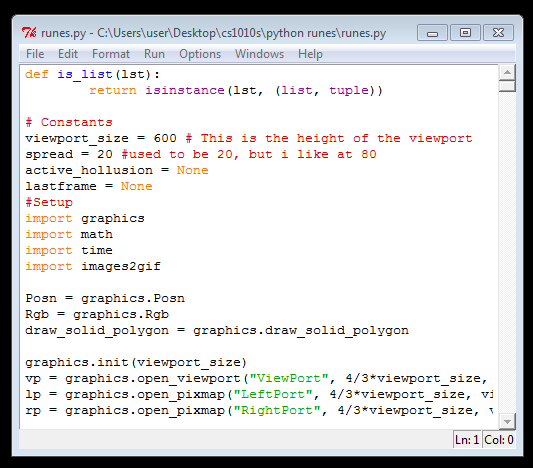 runes.py - C:\Users\user\Desktop\cs1010s\python runes\runes.py
File Edit Format Run Options Windows Help
def is_list(lst):
        return isinstance(lst, (list, tuple))
# Constants
viewport_size = 600 # This is the height of the viewport
spread = 20 #used to be 20, but i like at 80
active_hollusion = None
lastframe = None
#Setup
import graphics
import math
import time
import images2gif
Posn = graphics.Posn
Rgb = graphics.Rgb
draw_solid_polygon = graphics.draw_solid_polygon
graphics.init(viewport_size)
vp = graphics.open_viewport("ViewPort", 4/3*viewport_size,
lp = graphics.open_pixmap("LeftPort", 4/3*viewport_size, vi
rp = graphics.open_pixmap("RightPort", 4/3*viewport_size, v
Ln: 1 Col: 0